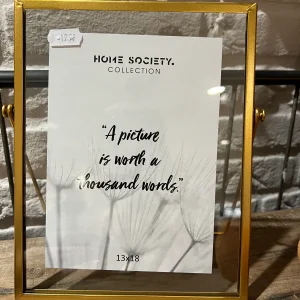 HOME SOCIETY.
COLLECTION
“A picture
is worth a
thousand words.”
13x18